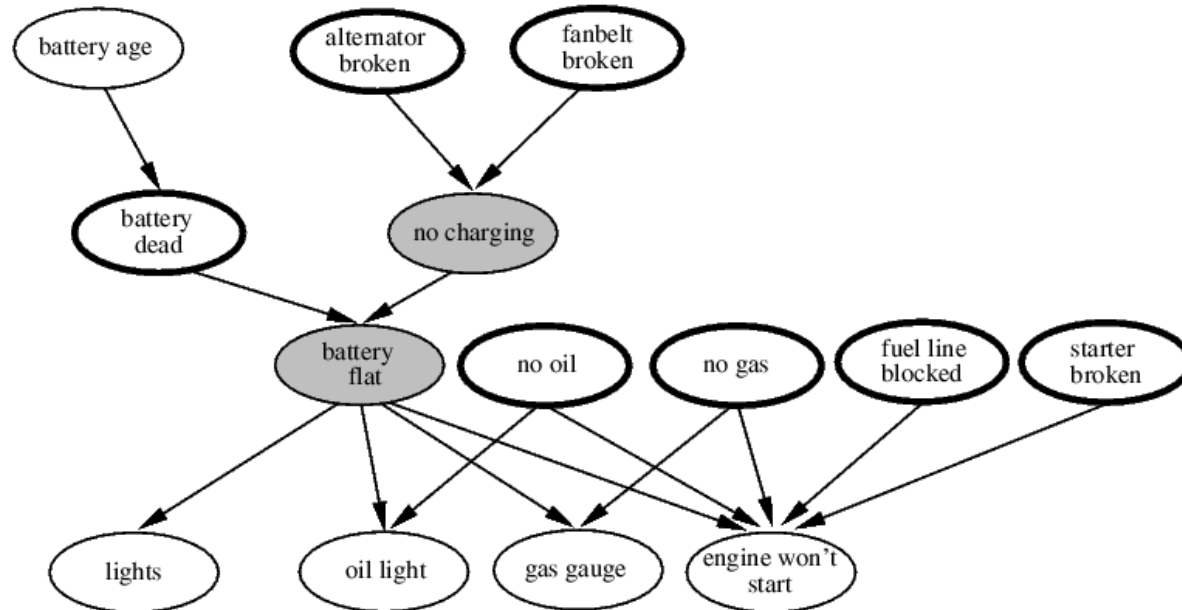 battery age
alternator
broken
fanbelt
broken
battery
dead
no charging
battery
flat
no oil
no gas
fuel line
blocked
starter
broken
lights
oil light
gas gauge
engine won't
start